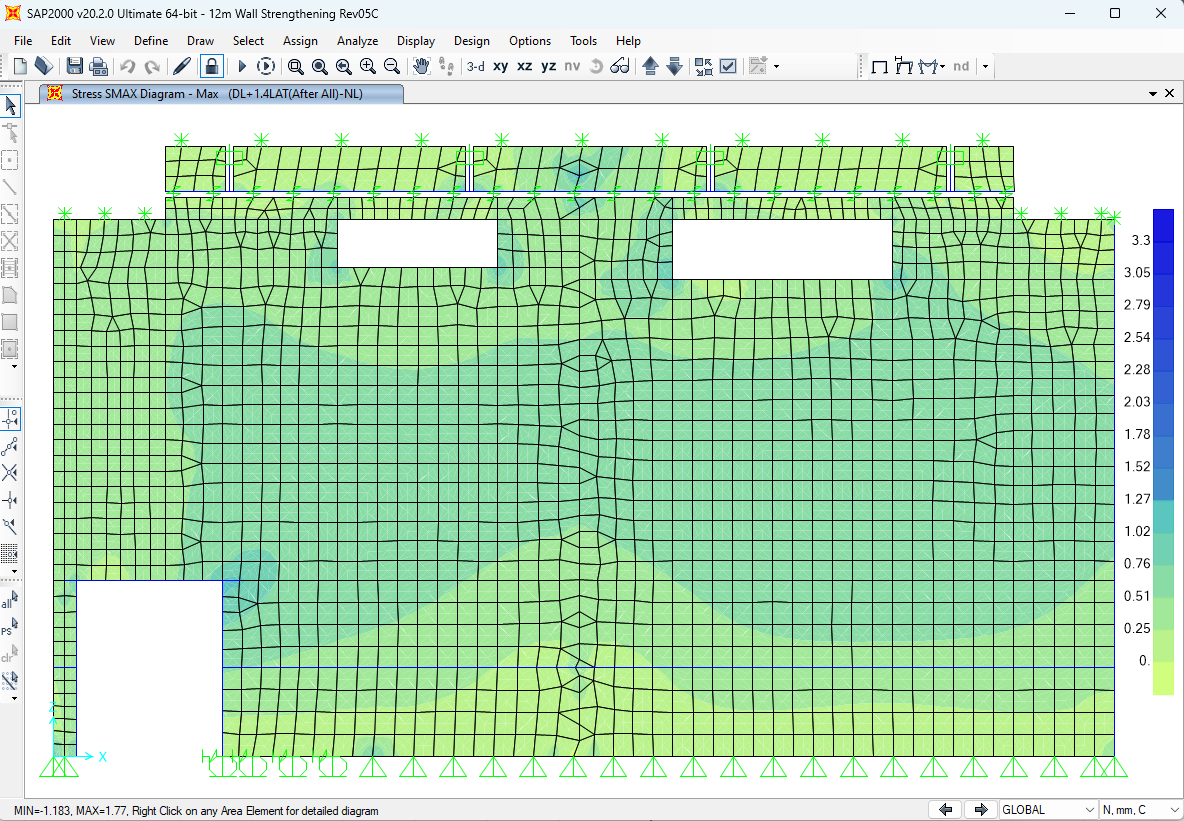 SAP2000 v20.2.0 Ultimate 64-bit - 12m Wall Strengthening Rev05C
File Edit View Define Draw Select Assign Analyze Display Design Options Tools Help
3-d xy xz yz nv nd
Stress SMAX Diagram - Max (DL+1.4LAT(After All)-NL)
3.3
3.05
2.79
2.54
2.28
2.03
1.78
1.52
1.27
1.02
0.76
0.51
0.25
0.
all
PS
clr
Z
X
MIN=-1.183, MAX=1.77, Right Click on any Area Element for detailed diagram
GLOBAL
N, mm, C